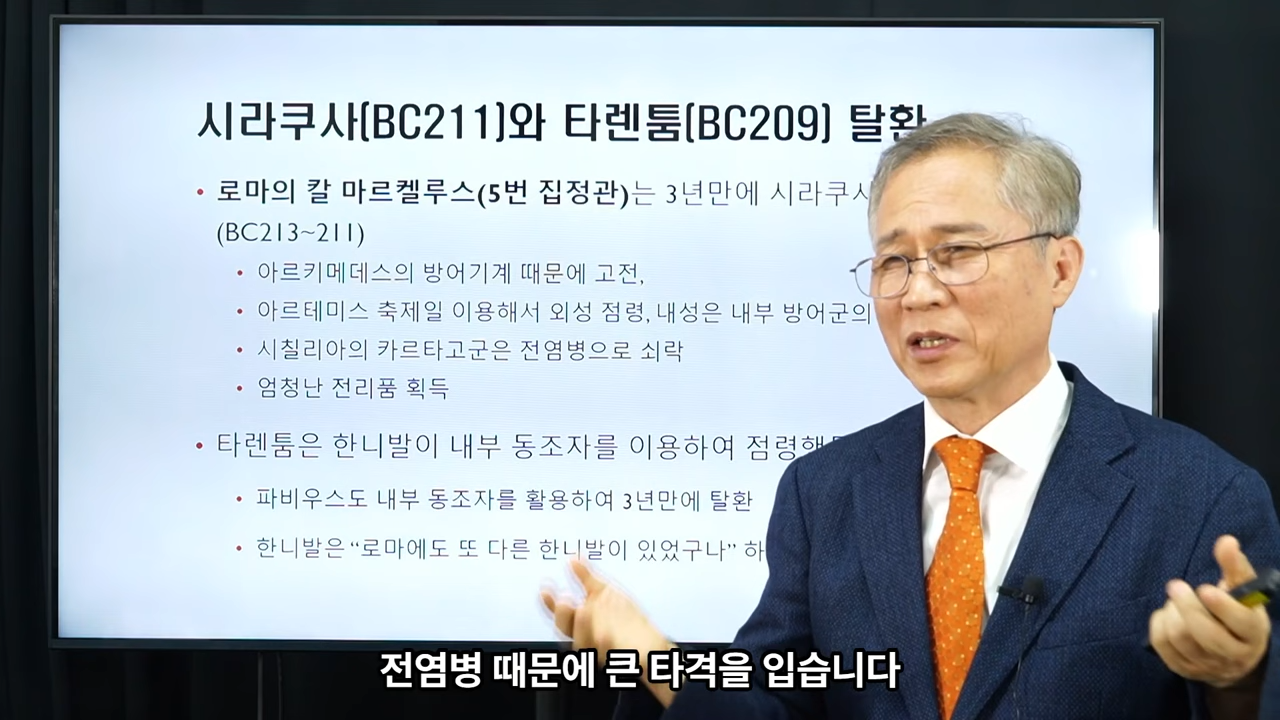 시라쿠사(BC211)와 타렌툼(BC209) 탈환
• 로마의 칼 마르켈루스(5번 집정관)는 3년만에 시라쿠사
(BC213~211)
• 아르키메데스의 방어기계 때문에 고전,
• 아르테미스 축제일 이용해서 외성 점령, 내성은 내부 방어군의
• 시칠리아의 카르타고군은 전염병으로 쇠락
• 엄청난 전리품 획득
• 타렌툼은 한니발이 내부 동조자를 이용하여
• 파비우스도 내부 동조자를 활용하여 3년만에 탈환
• 한니발은 “로마에도 또 다른 한니발이 있었구나” 하
전염병 때문에 큰 타격을 입습니다